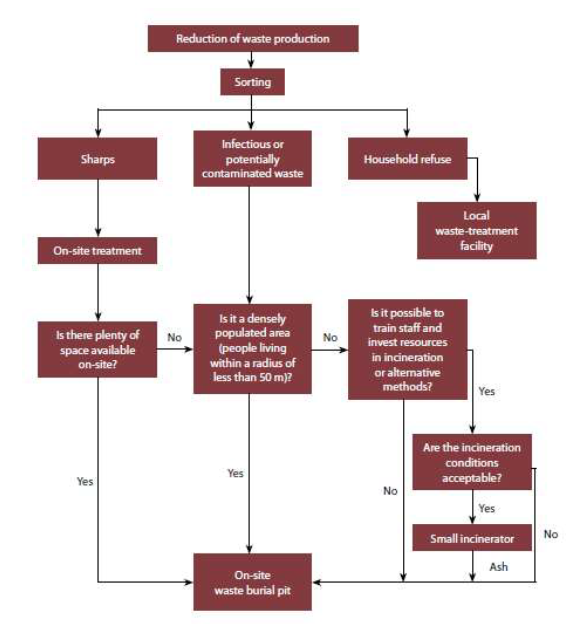 Reduction of waste production
Sorting
Sharps
Infectious or
potentially
contaminated waste
Household refuse
Local
waste-treatment
facility
On-site treatment
Is there plenty of
space available
on-site?
No
Is it a densely
populated area
(people living
within a radius of
less than 50 m)?
No
Is it possible to
train staff and
invest resources
in incineration
or alternative
methods?
Yes
Are the incineration
conditions
acceptable?
Yes
Yes
No
Yes
No
Small incinerator
Ash
On-site
waste burial pit